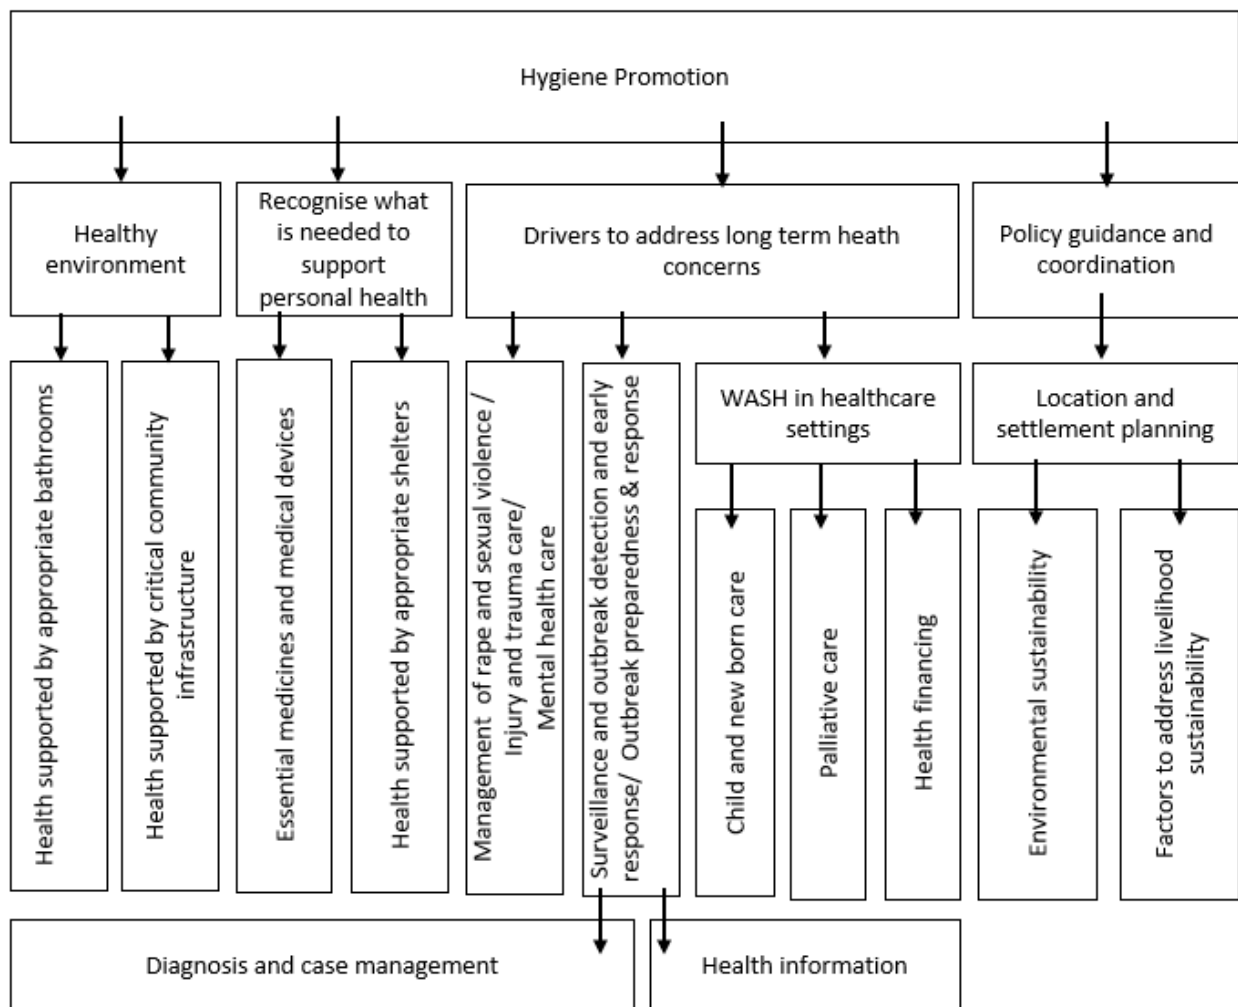 Hygiene Promotion
Healthy
environment
Recognise what
is needed to
support
personal health
Drivers to address long term heath
concerns
Policy guidance and
coordination
Health supported by appropriate bathrooms
Health supported by critical community
infrastructure
Essential medicines and medical devices
Health supported by appropriate shelters
Management  of rape and sexual violence /
Injury and trauma care/
Mental health care
Surveillance and outbreak detection and early
response/  Outbreak preparedness & response
WASH in healthcare
settings
Location and
settlement planning
Child and new born care
Palliative care
Health financing
Environmental sustainability
Factors to address livelihood
sustainability
Diagnosis and case management
Health information